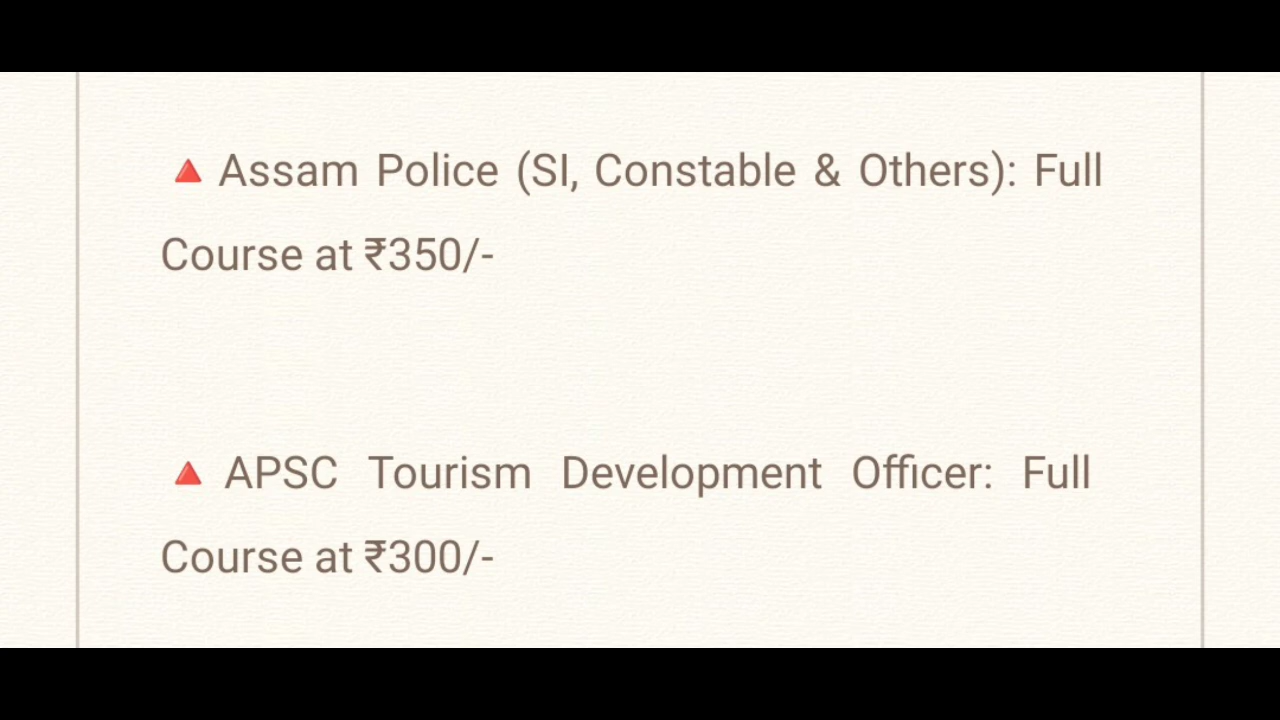 🔺Assam Police (SI, Constable & Others): Full
Course at ₹350/-
🔺APSC Tourism Development Officer: Full
Course at ₹300/-